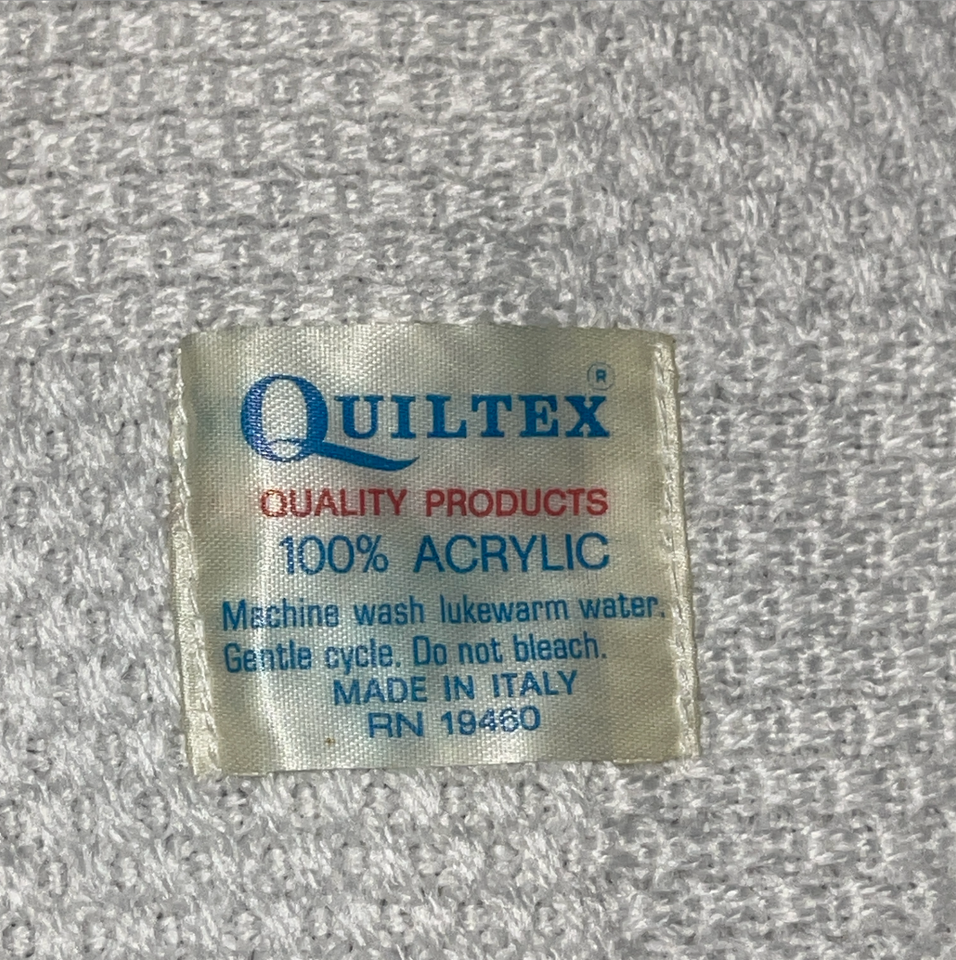 QUILTEX ®
QUALITY PRODUCTS
100% ACRYLIC
Machine wash lukewarm water.
Gentle cycle. Do not bleach.
MADE IN ITALY
RN 19460